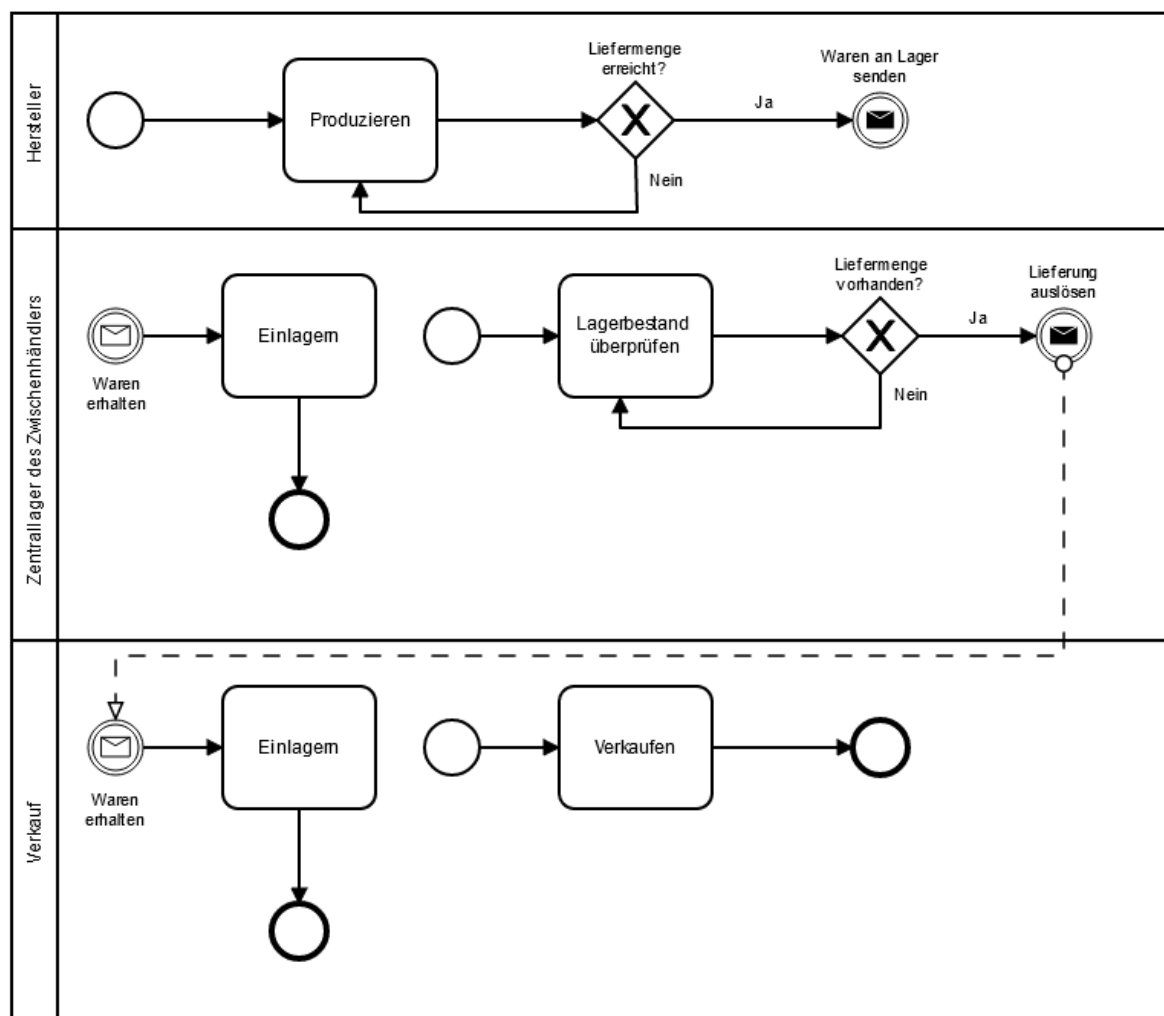 Hersteller
Liefermenge
erreicht?
Waren an Lager
senden
Produzieren
Ja
Nein
Zentrallager des Zwischenhändlers
Liefermenge
vorhanden?
Lieferung
auslösen
Einlagern
Lagerbestand
überprüfen
Ja
Waren
erhalten
Nein
Verkauf
Einlagern
Verkaufen
Waren
erhalten